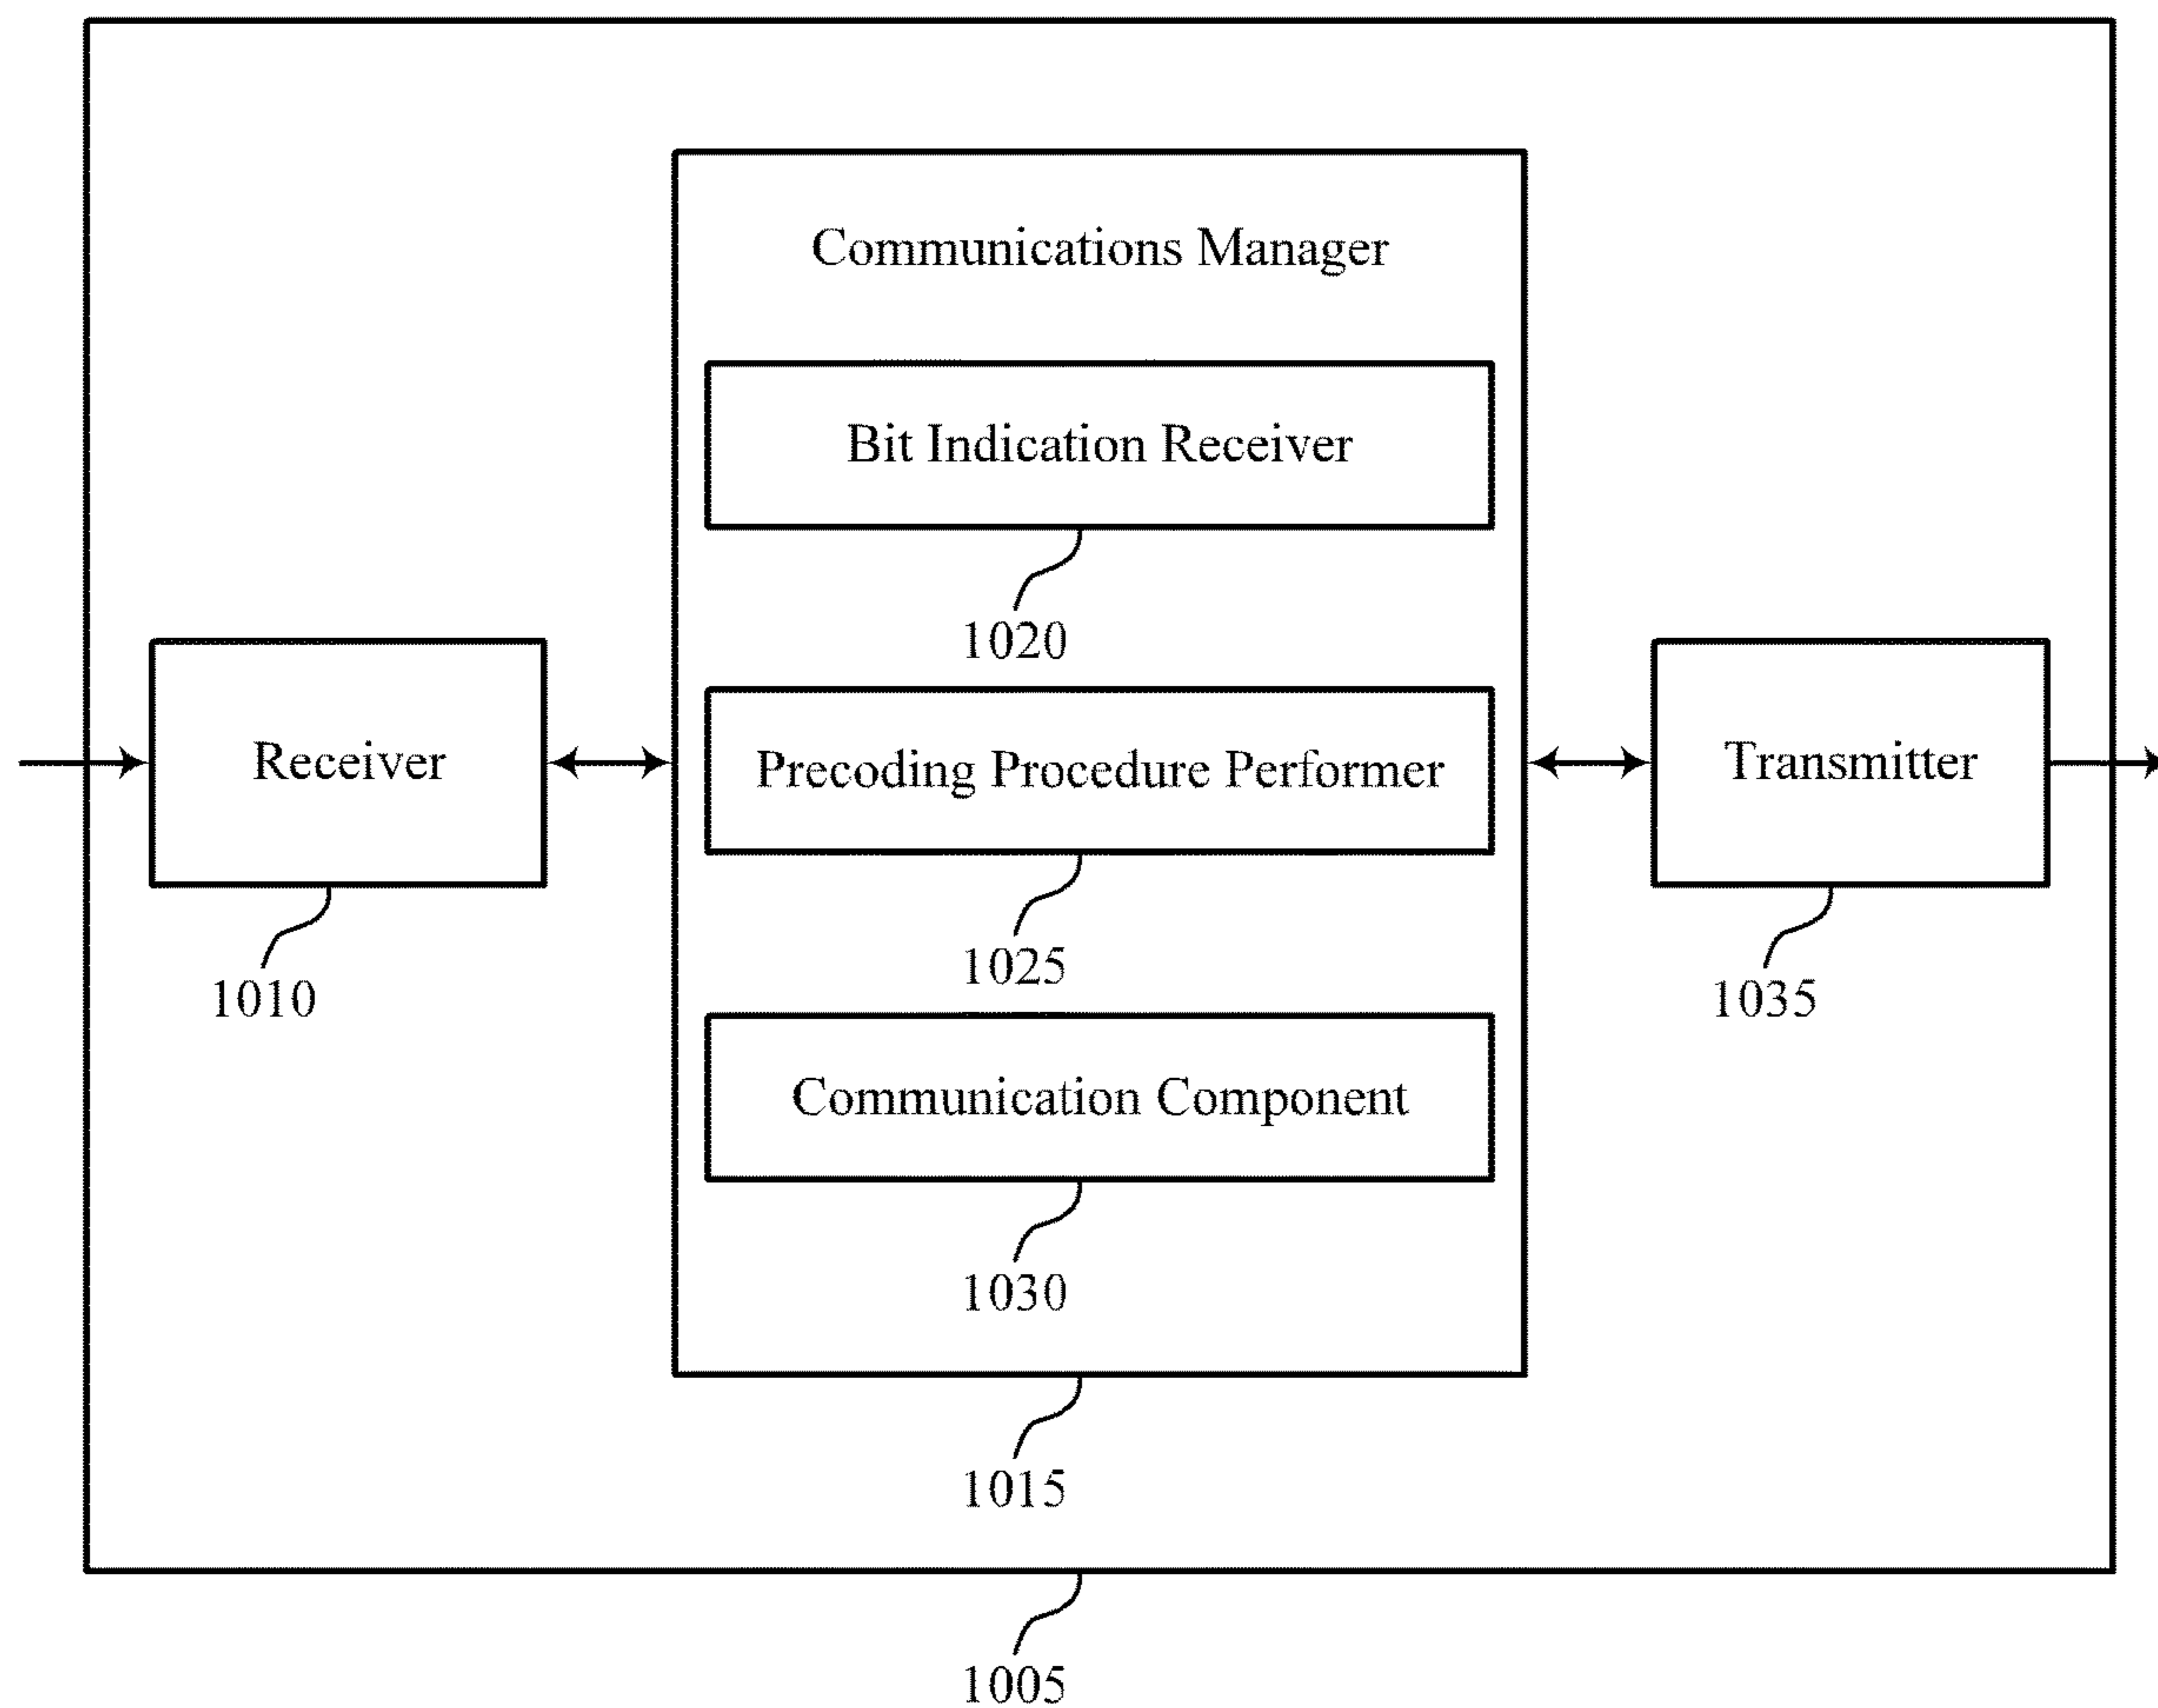 Communications Manager
Bit Indication Receiver
1020
Receiver
1010
Precoding Procedure Performer
1025
Transmitter
1035
Communication Component
1030
1015
1005